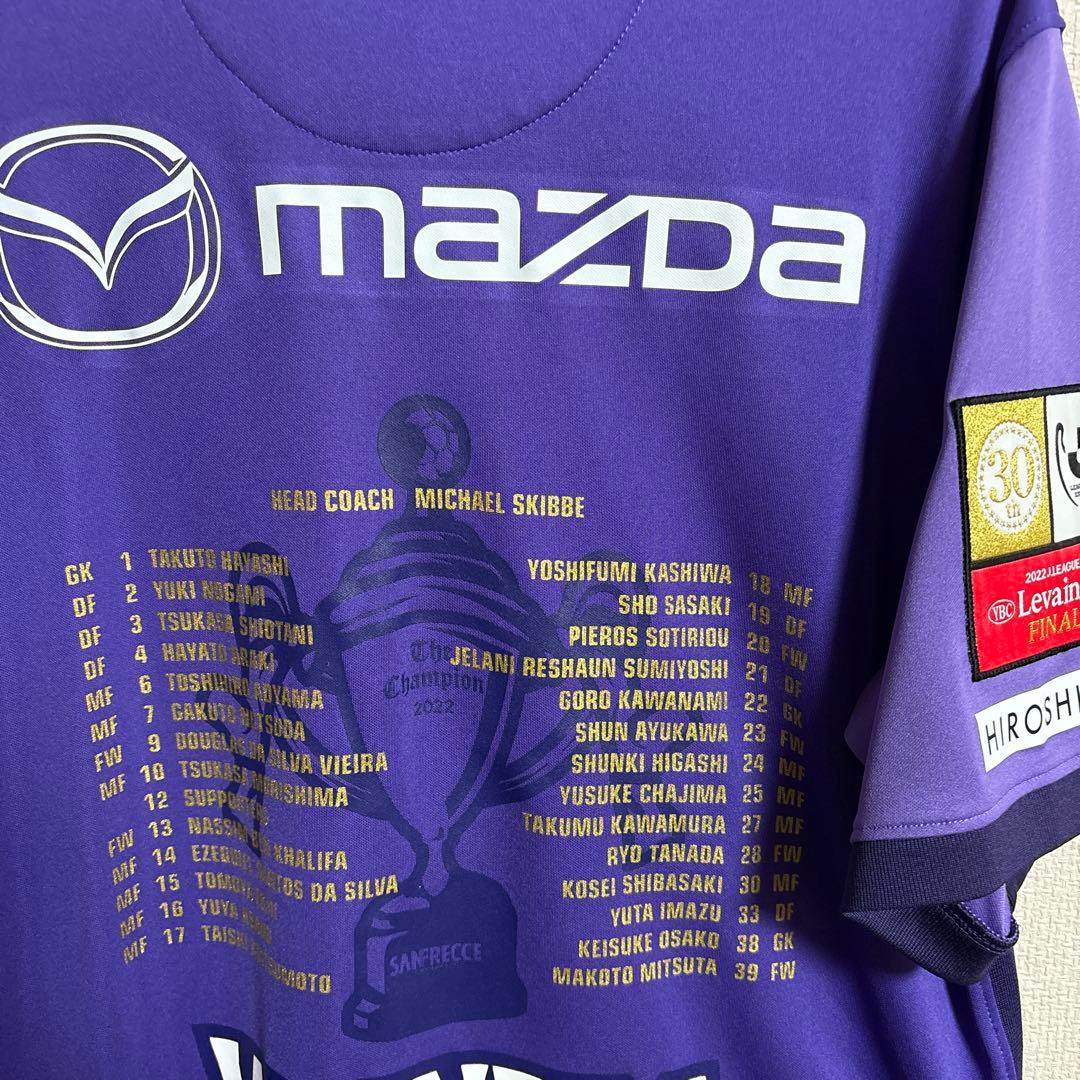 mazda
HEAD COACH MICHAEL SKIBBE
GK 1 TAKUTO HAYASHI
DF 2 YUKI NOGAMI
DF 3 TSUKASA SHIOTANI
DF 4 HAYATO ARAKI
MF 6 TOSHIHIRO AOYAMA
MF 7 GAKUTO NOTSUDA
FW 9 DOUGLAS DA SILVA VIEIRA
MF 10 TSUKASA MORISHIMA
12 SUPPORTERS
FW 13 NASSIM BEN KHALIFA
MF 14 EZEQUIEL SANTOS DA SILVA
MF 15
MF 16 YUYA ASANO
MF 17 TAISHI
YOSHIFUMI KASHIWA 18 MF
SHO SASAKI 19 DF
PIEROS SOTIRIOU 20 FW
JELANI RESHAUN SUMIYOSHI 21 DF
GORO KAWANAMI 22 GK
SHUN AYUKAWA 23 FW
SHUNKI HIGASHI 24 MF
YUSUKE CHAJIMA 25 MF
TAKUMU KAWAMURA 27 MF
RYO TANADA 28 FW
KOSEI SHIBASAKI 30 MF
YUTA IMAZU 33 DF
KEISUKE OSAKO 38 GK
MAKOTO MITSUTA 39 FW
The
Champion
2022
SANFRECCE
30
th
2022 J.LEAGUE
YBC Levain
FINAL
HIROSHI